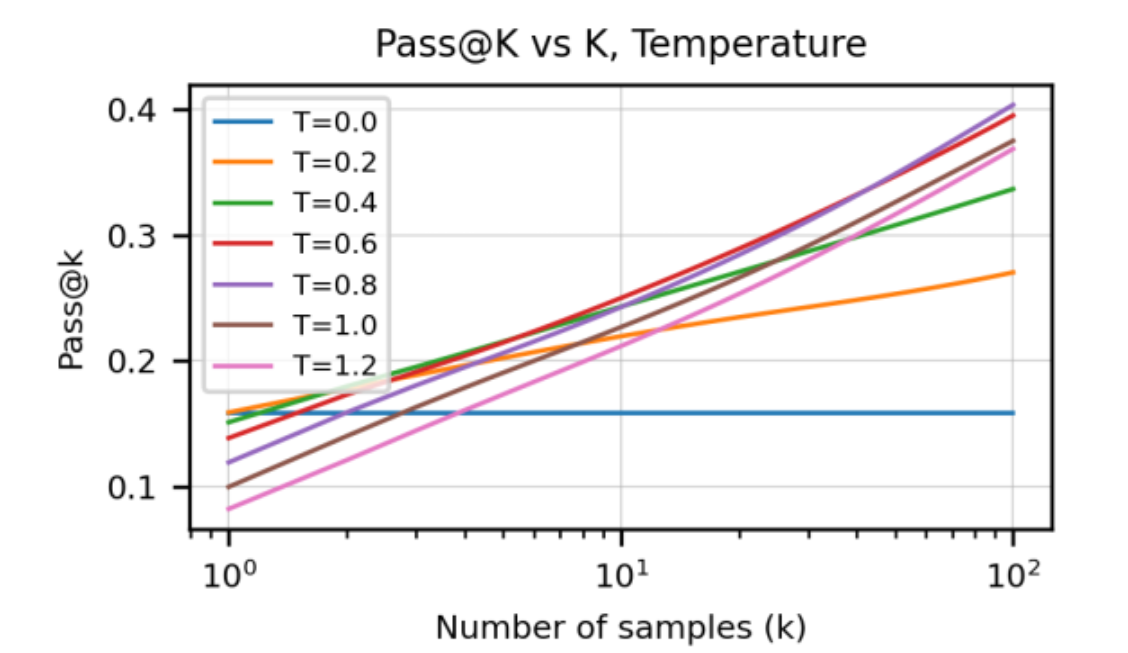 Pass@K vs K, Temperature
0.4
0.3
0.2
0.1
Pass@k
T=0.0
T=0.2
T=0.4
T=0.6
T=0.8
T=1.0
T=1.2
10⁰ 10¹ 10²
Number of samples (k)